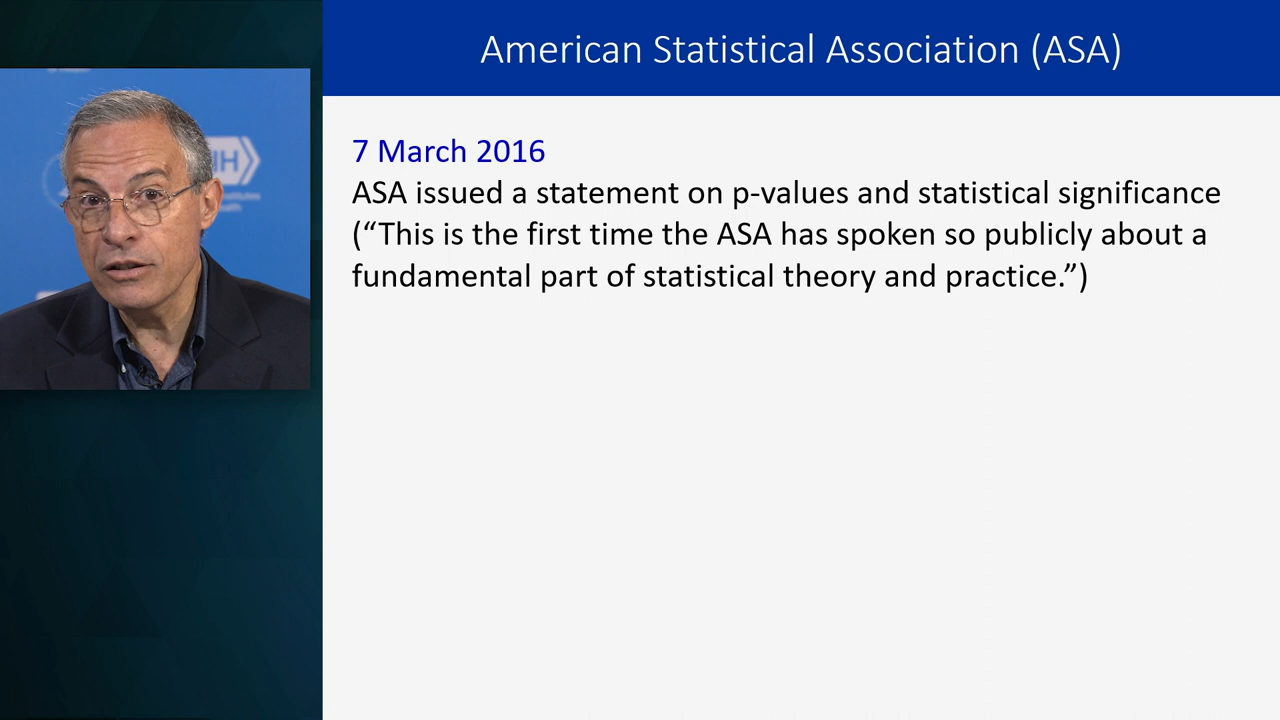 American Statistical Association (ASA)
7 March 2016
ASA issued a statement on p-values and statistical significance
(“This is the first time the ASA has spoken so publicly about a
fundamental part of statistical theory and practice.”)
IH